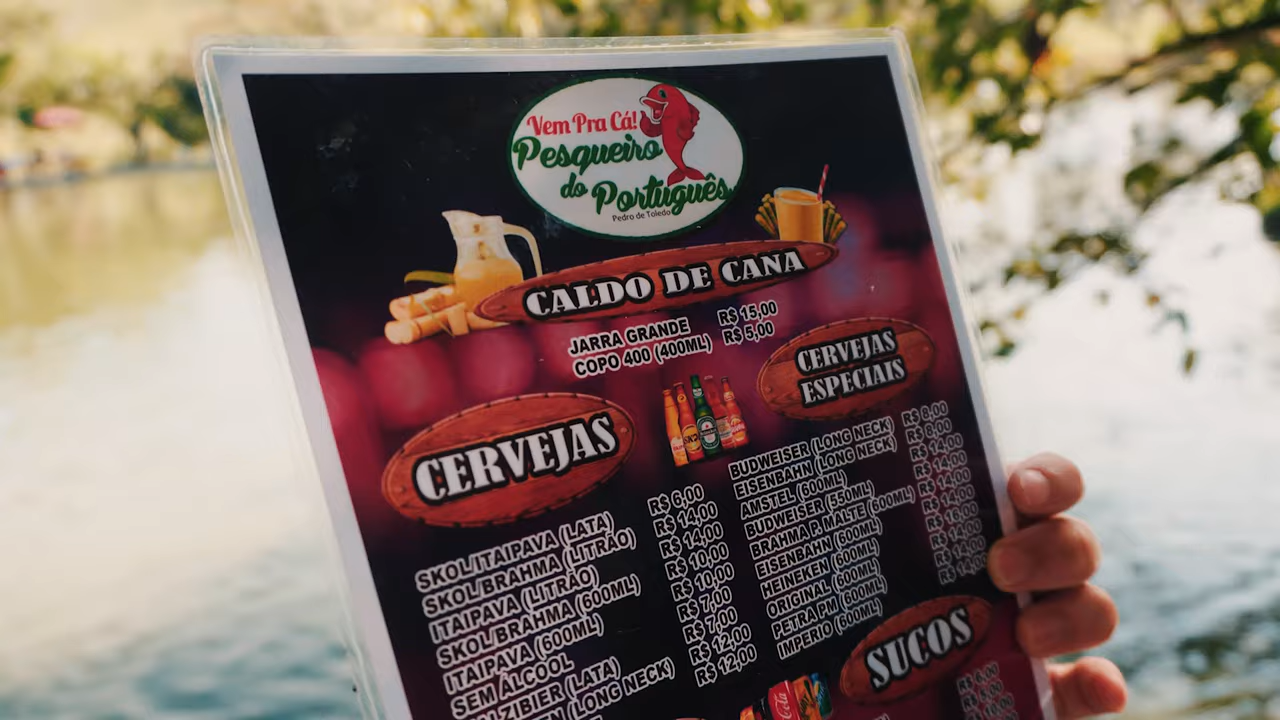 Vem Pra Cá!
Pesqueiro
do Português
Pedro de Toledo
CALDO DE CANA
JARRA GRANDE R$ 15,00
COPO 400 (400ML) R$ 5,00
CERVEJAS
SKOL/ITAIPAVA (LATA) R$ 6,00
SKOL/BRAHMA (LITRÃO) R$ 14,00
ITAIPAVA (LITRÃO) R$ 14,00
SKOL/BRAHMA (600ML) R$ 10,00
ITAIPAVA (600ML) R$ 10,00
SEM ÁLCOOL R$ 7,00
(LATA) R$ 7,00
(LONG NECK) R$ 12,00
R$ 12,00
CERVEJAS
ESPECIAIS
BUDWEISER (LONG NECK) R$ 8,00
EISENBAHN (LONG NECK) R$ 8,00
AMSTEL (600ML) R$ 14,00
BUDWEISER (550ML) R$ 14,00
BRAHMA P. MALTE (600ML) R$ 14,00
EISENBAHN (600ML)
HEINEKEN (600ML)
ORIGINAL (600ML) R$ 14,00
PETRA PM (600ML) R$ 14,00
IMPERIO (600ML) R$ 14,00
SUCOS